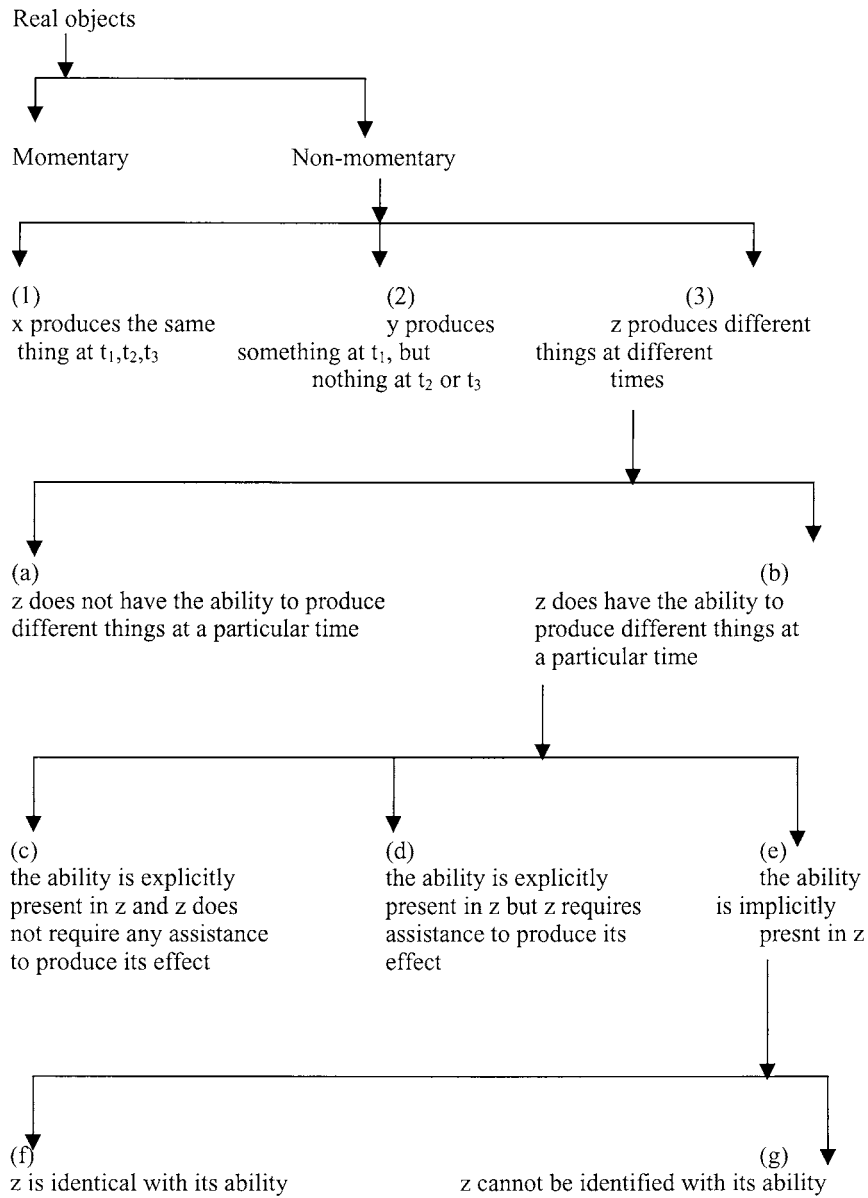 Real objects
Momentary
Non-momentary
(1)
x produces the same
thing at t₁,t₂,t₃
(2)
y produces
something at t₁, but
nothing at t₂ or t₃
(3)
z produces different
things at different
times
(a)
z does not have the ability to produce
different things at a particular time
(b)
z does have the ability to
produce different things at
a particular time
(c)
the ability is explicitly
present in z and z does
not require any assistance
to produce its effect
(d)
the ability is explicitly
present in z but z requires
assistance to produce its
effect
(e)
the ability
is implicitly
presnt in z
(f)
z is identical with its ability
(g)
z cannot be identified with its ability